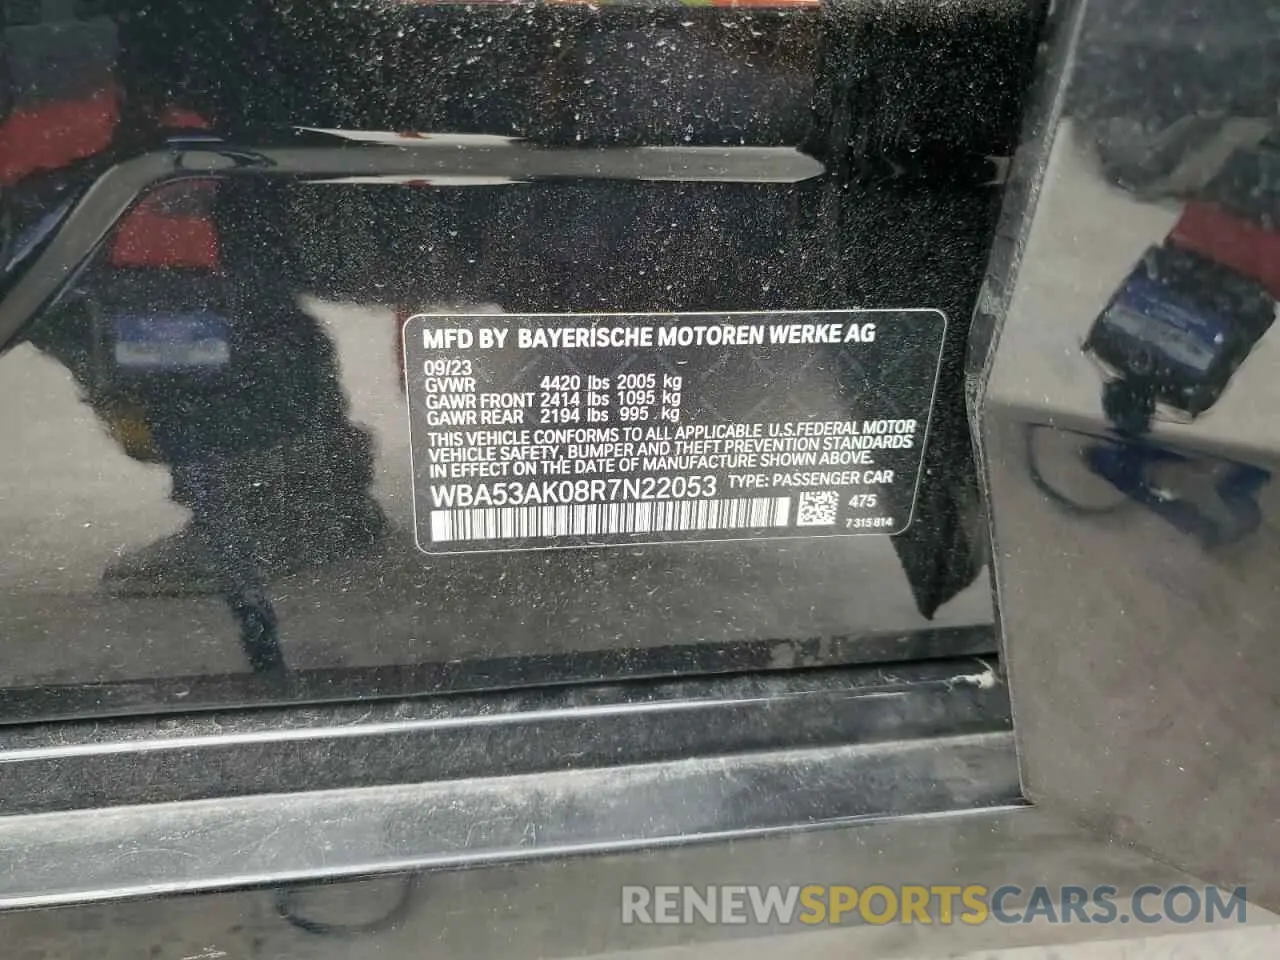 MFD BY BAYERISCHE MOTOREN WERKE AG
09/23
GVWR 4420 lbs 2005 kg
GAWR FRONT 2414 lbs 1095 kg
GAWR REAR 2194 lbs 995 kg
THIS VEHICLE CONFORMS TO ALL APPLICABLE U.S.FEDERAL MOTOR
VEHICLE SAFETY, BUMPER AND THEFT PREVENTION STANDARDS
IN EFFECT ON THE DATE OF MANUFACTURE SHOWN ABOVE.
WBA53AK08R7N22053 TYPE: PASSENGER CAR
475
7 315 814
RENEWSPORTSCARS.COM